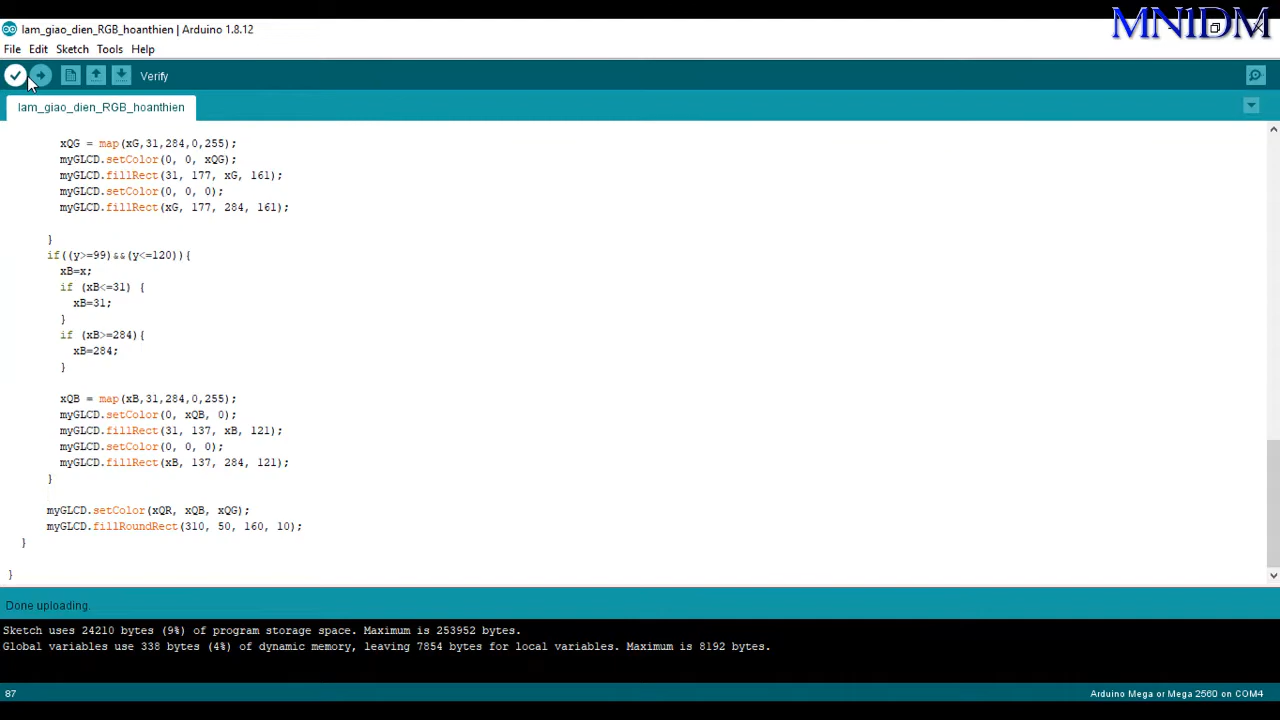 MN1DM
lam_giao_dien_RGB_hoanthien | Arduino 1.8.12
File Edit Sketch Tools Help
Verify
lam_giao_dien_RGB_hoanthien
xQG = map(xG,31,284,0,255);
myGLCD.setColor(0, 0, xQG);
myGLCD.fillRect(31, 177, xG, 161);
myGLCD.setColor(0, 0, 0);
myGLCD.fillRect(xG, 177, 284, 161);
}
if((y>=99)&&(y<=120)){
xB=x;
if (xB<=31) {
xB=31;
}
if (xB>=284){
xB=284;
}
xQB = map(xB,31,284,0,255);
myGLCD.setColor(0, xQB, 0);
myGLCD.fillRect(31, 137, xB, 121);
myGLCD.setColor(0, 0, 0);
myGLCD.fillRect(xB, 137, 284, 121);
}
myGLCD.setColor(xQR, xQB, xQG);
myGLCD.fillRoundRect(310, 50, 160, 10);
}
}
Done uploading.
Sketch uses 24210 bytes (9%) of program storage space. Maximum is 253952 bytes.
Global variables use 338 bytes (4%) of dynamic memory, leaving 7854 bytes for local variables. Maximum is 8192 bytes.
87
Arduino Mega or Mega 2560 on COM4